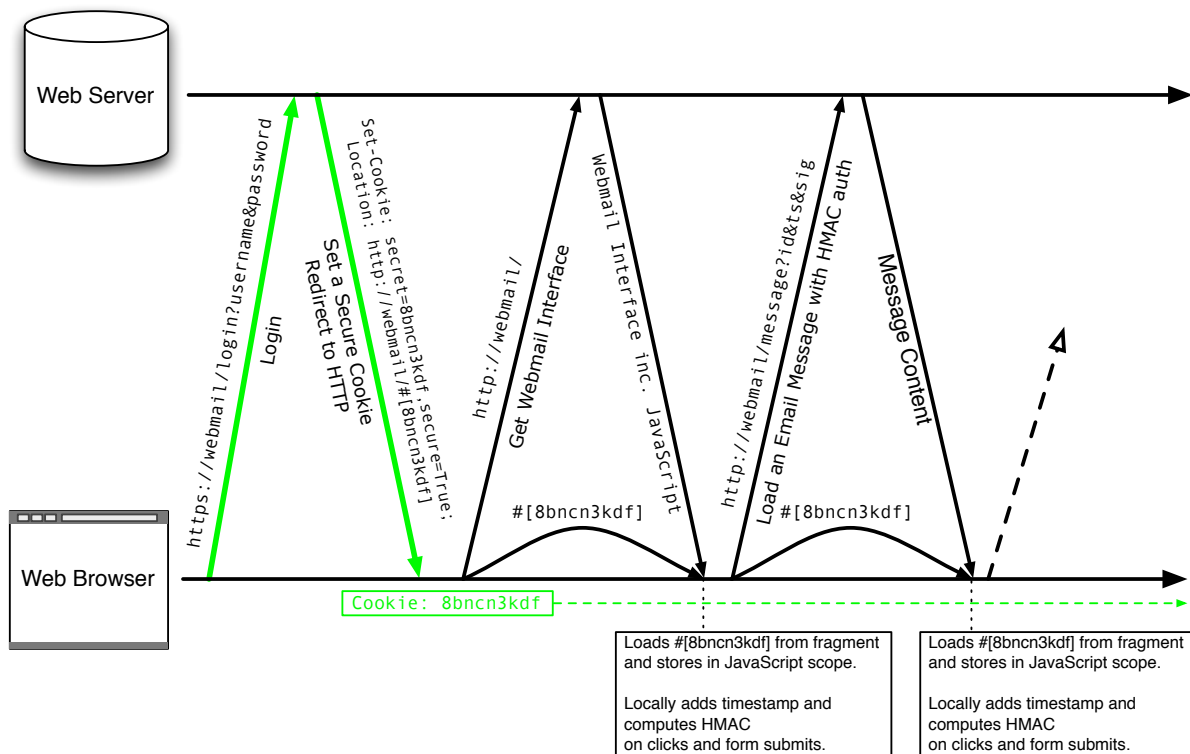 Web Server
https://webmail/login?username&password
Login
Set-Cookie: secret=8bncn3kdf,secure=True;
Location: http://webmail/#[8bncn3kdf]
Set a Secure Cookie
Redirect to HTTP
http://webmail/
Get Webmail Interface
Webmail Interface inc. JavaScript
http://webmail/message?id&ts&sig
Load an Email Message with HMAC auth
Message Content
#[8bncn3kdf]
#[8bncn3kdf]
Web Browser
Cookie: 8bncn3kdf
Loads #[8bncn3kdf] from fragment
and stores in JavaScript scope.
Locally adds timestamp and
computes HMAC
on clicks and form submits.
Loads #[8bncn3kdf] from fragment
and stores in JavaScript scope.
Locally adds timestamp and
computes HMAC
on clicks and form submits.